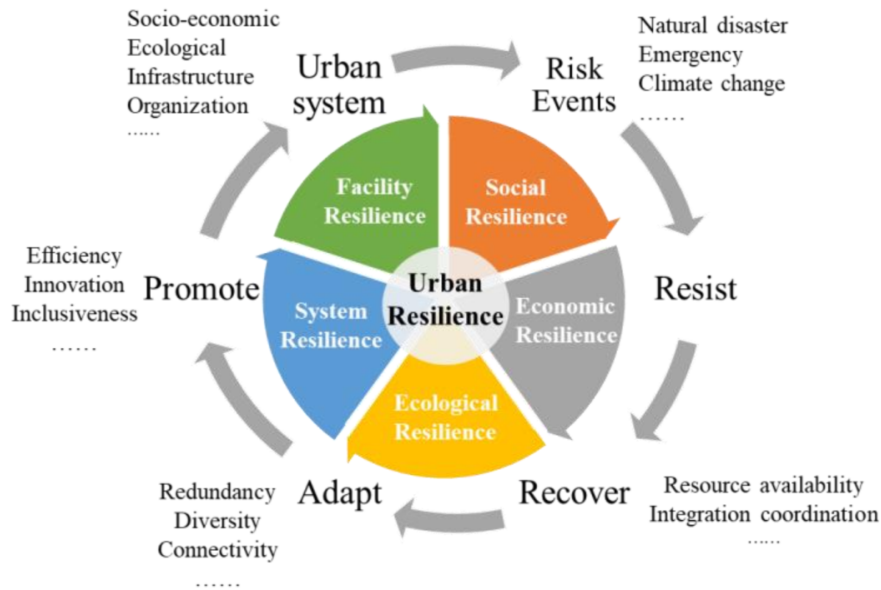 Socio-economic
Ecological
Infrastructure
Organization
......
Urban
system
Risk
Events
Natural disaster
Emergency
Climate change
......
Facility
Resilience
Social
Resilience
Urban
Resilience
System
Resilience
Economic
Resilience
Ecological
Resilience
Efficiency
Innovation
Inclusiveness
......
Promote
Resist
Redundancy
Diversity
Connectivity
......
Adapt
Recover
Resource availability
Integration coordination
......